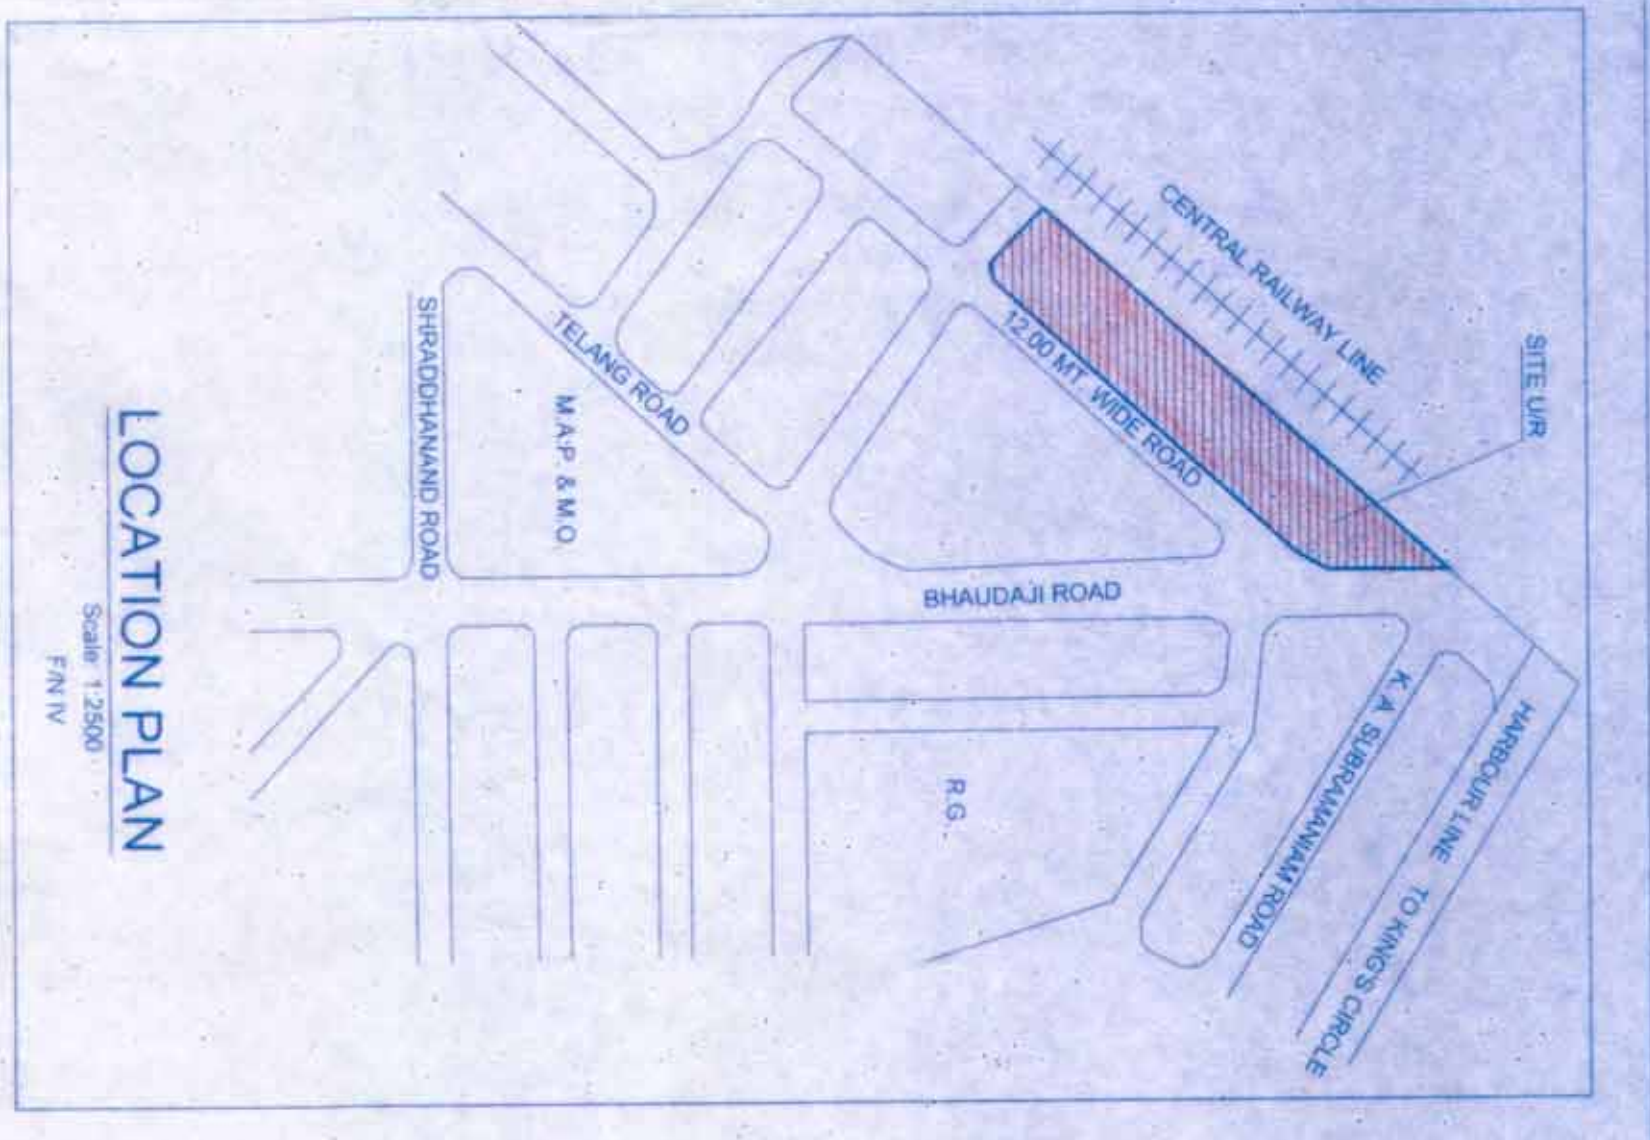 SITE U/R
CENTRAL RAILWAY LINE
12.00 MT. WIDE ROAD
TELANG ROAD
SHRADDHANAND ROAD
M.A.P. & M.O.
BHAUDAJI ROAD
R.G.
K. A. SUBRAMANIAM ROAD
HARBOUR LINE TO KING'S CIRCLE
LOCATION PLAN
Scale 1:2500
F/N IV